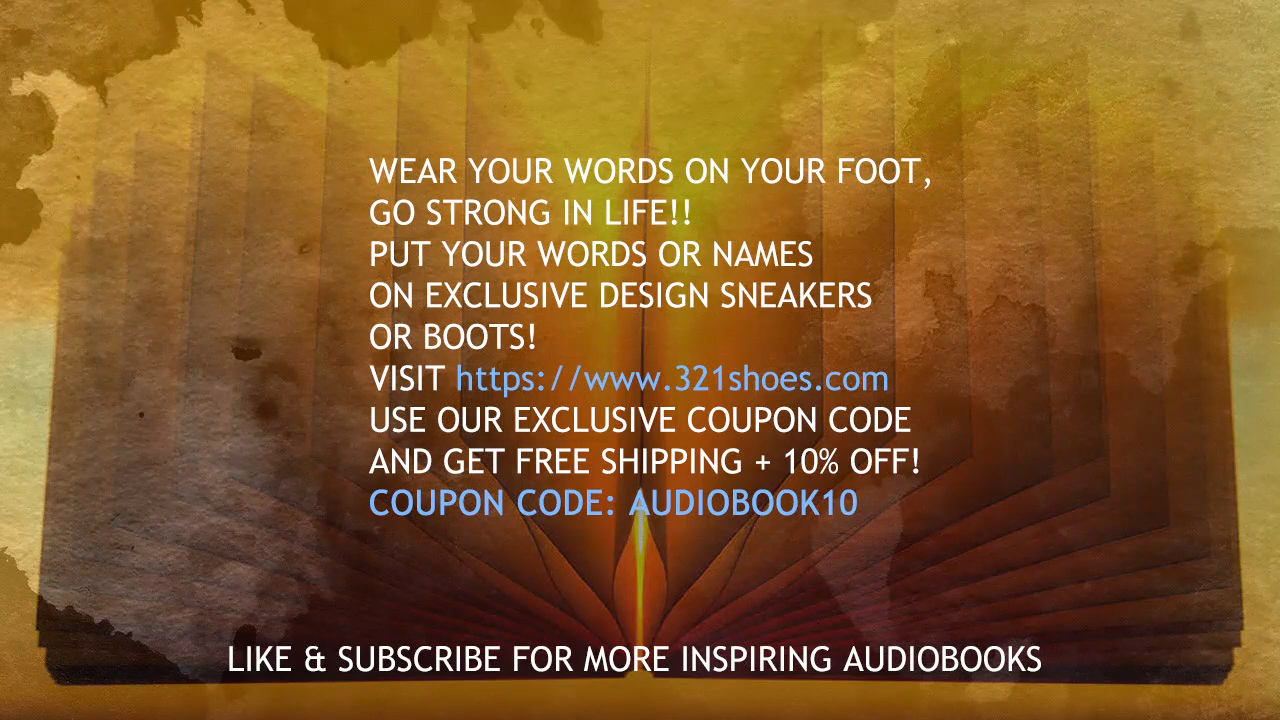 WEAR YOUR WORDS ON YOUR FOOT,
GO STRONG IN LIFE!!
PUT YOUR WORDS OR NAMES
ON EXCLUSIVE DESIGN SNEAKERS
OR BOOTS!
VISIT https://www.321shoes.com
USE OUR EXCLUSIVE COUPON CODE
AND GET FREE SHIPPING + 10% OFF!
COUPON CODE: AUDIOBOOK10
LIKE & SUBSCRIBE FOR MORE INSPIRING AUDIOBOOKS